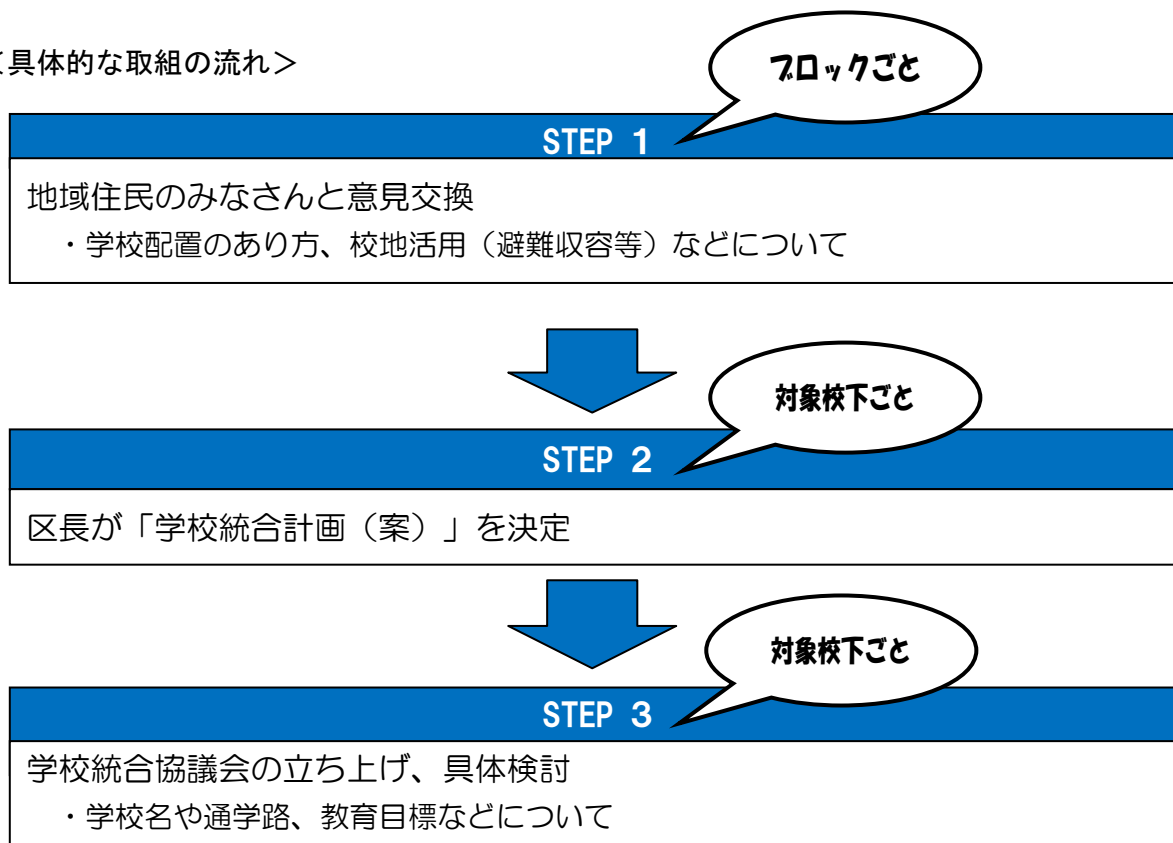 具体的な取組の流れ＞
ブロックごと
STEP 1
地域住民のみなさんと意見交換
・学校配置のあり方、校地活用（避難収容等）などについて
対象校下ごと
STEP 2
区長が「学校統合計画（案）」を決定
対象校下ごと
STEP 3
学校統合協議会の立ち上げ、具体検討
・学校名や通学路、教育目標などについて